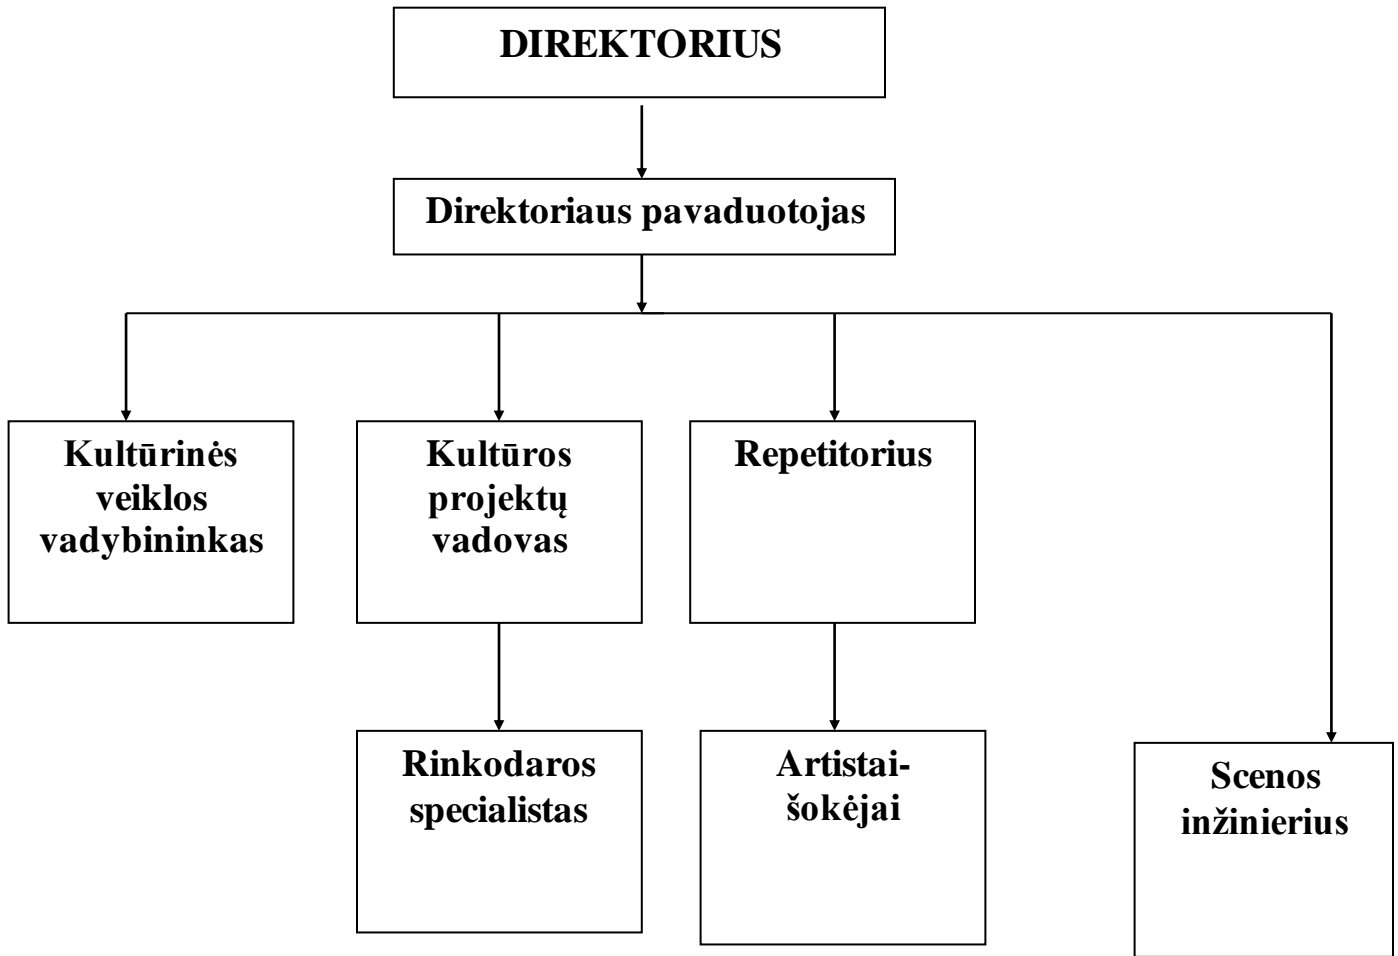 DIREKTORIUS
Direktoriaus pavaduotojas
Kultūrinės
veiklos
vadybininkas
Kultūros
projektų
vadovas
Repetitorius
Rinkodaros
specialistas
Artistai-
šokėjai
Scenos
inžinierius